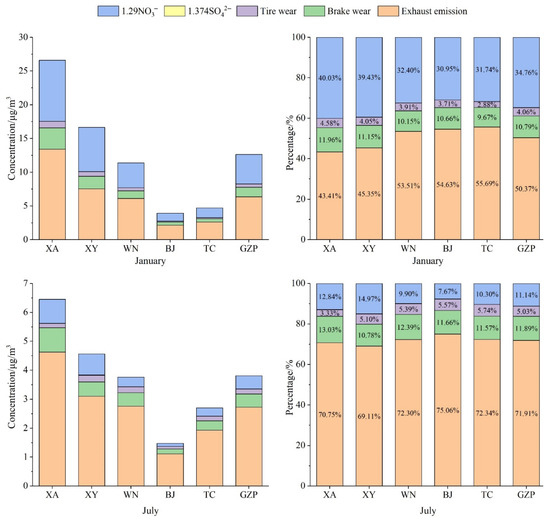 1.29NO₃⁻ 1.374SO₄²⁻ Tire wear Brake wear Exhaust emission
Concentration/μg/m³
30
25
20
15
10
5
0
XA XY WN BJ TC GZP
January
Percentage/%
100
80
60
40
20
0
40.03% 39.43% 32.40% 30.95% 31.74% 34.76%
4.58% 4.05% 3.91% 3.71% 2.88% 4.06%
11.96% 11.15% 10.15% 10.66% 9.67% 10.79%
43.41% 45.35% 53.51% 54.63% 55.69% 50.37%
XA XY WN BJ TC GZP
January
Concentration/μg/m³
7
6
5
4
3
2
1
0
XA XY WN BJ TC GZP
July
Percentage/%
100
80
60
40
20
0
12.84% 14.97% 9.90% 7.67% 10.30% 11.14%
3.33% 5.10% 5.39% 5.57% 5.74% 5.03%
13.03% 10.78% 12.39% 11.66% 11.57% 11.89%
70.75% 69.11% 72.30% 75.06% 72.34% 71.91%
XA XY WN BJ TC GZP
July